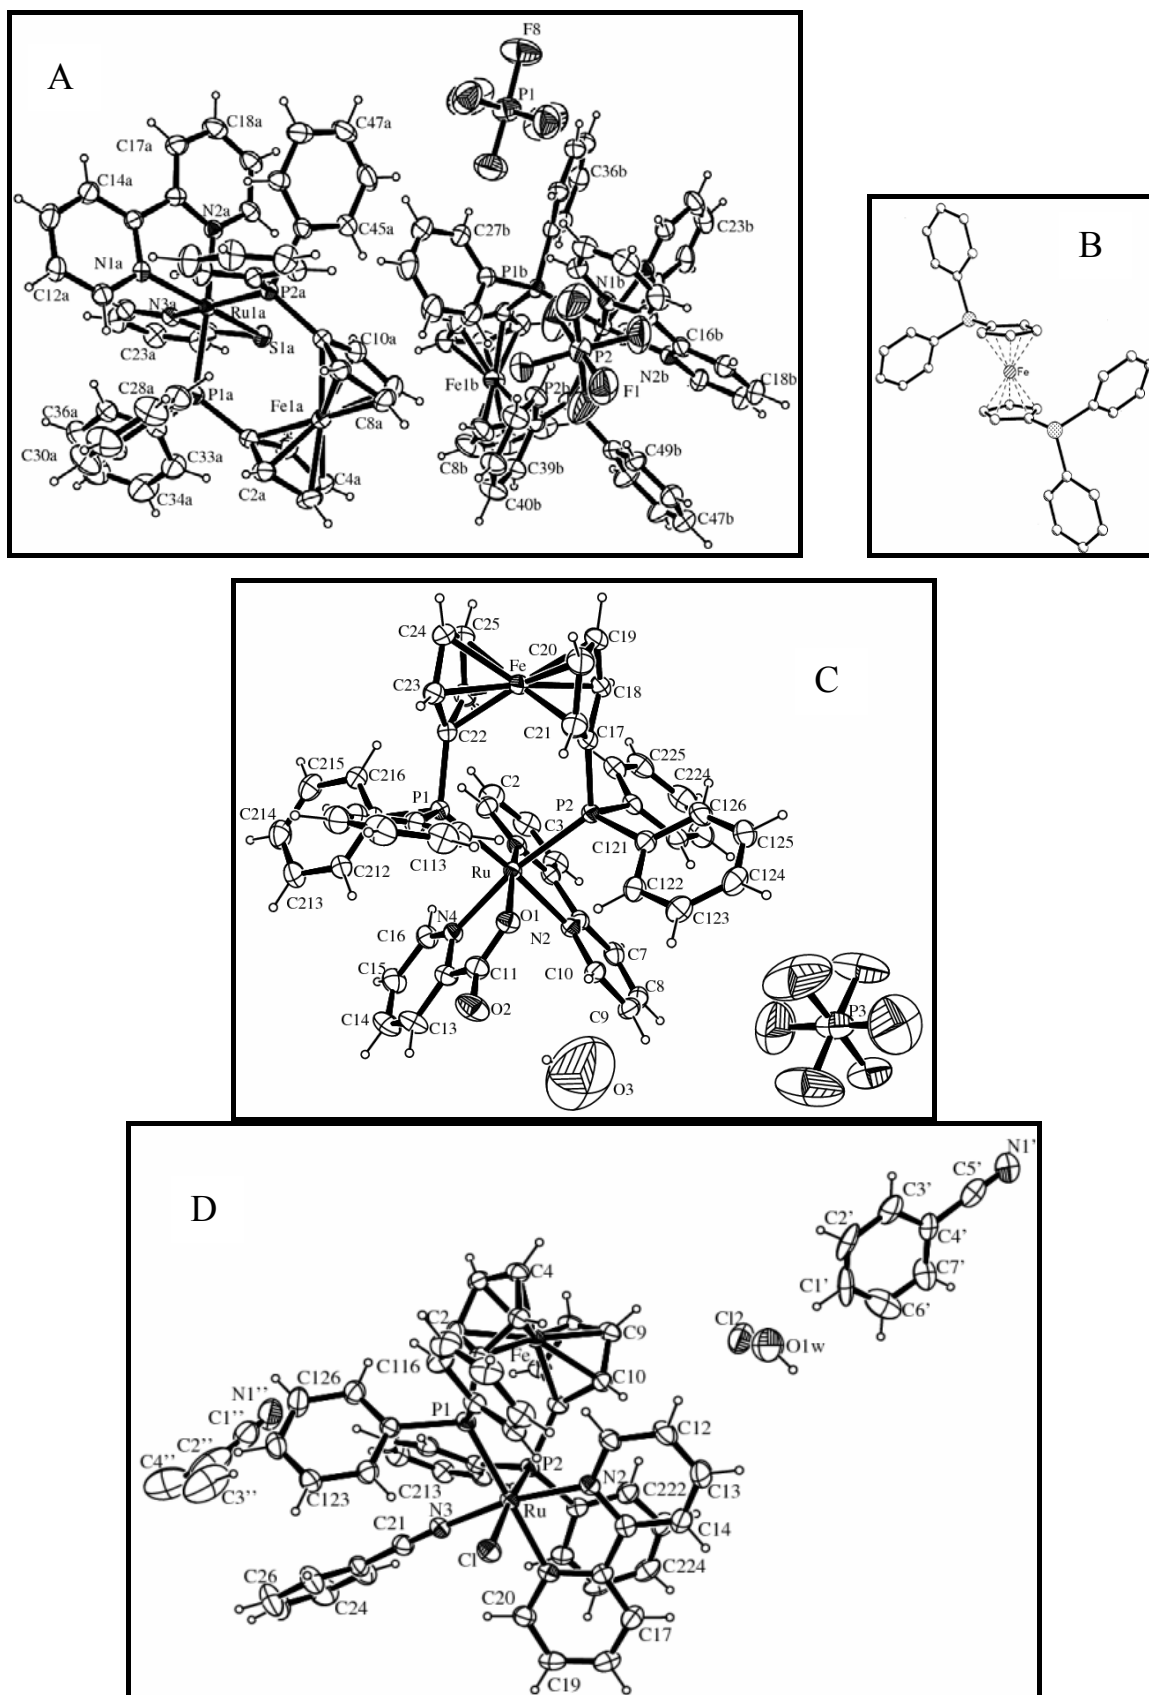 A
F8
P1
C18a
C47a
C17a
C14a
C36b
N2a
C45a
C27b
C23b
N1a
P1b
N1b
C12a
P2a
N3a
Ru1a
C16b
C23a
S1a
C10a
P2
N2b
C18b
Fe1b
P2b
F1
C28a
P1a
Fe1a
C8a
C36a
C30a
C33a
C8b
C39b
C49b
C34a
C2a
C4a
C40b
C47b
B
Fe
C
C24
C25
C20
C19
Fe
C23
C18
C22
C21
C17
C215
C216
C225
C2
C224
P1
P2
C126
C214
C3
C113
C121
C125
Ru
C212
C124
C122
C213
N4
O1
N2
C123
C16
C7
C15
C11
C10
C8
O2
C9
C14
C13
P3
O3
D
N1'
C5'
C3'
C2'
C4'
C4
C7'
C1'
C6'
C2
C9
Cl2
O1w
Fe
C116
C10
C126
N1''
P1
C1''
C12
C2''
P2
C4''
N2
C222
C13
C3''
C123
C213
Ru
N3
C14
C21
Cl
C224
C26
C20
C24
C17
C19